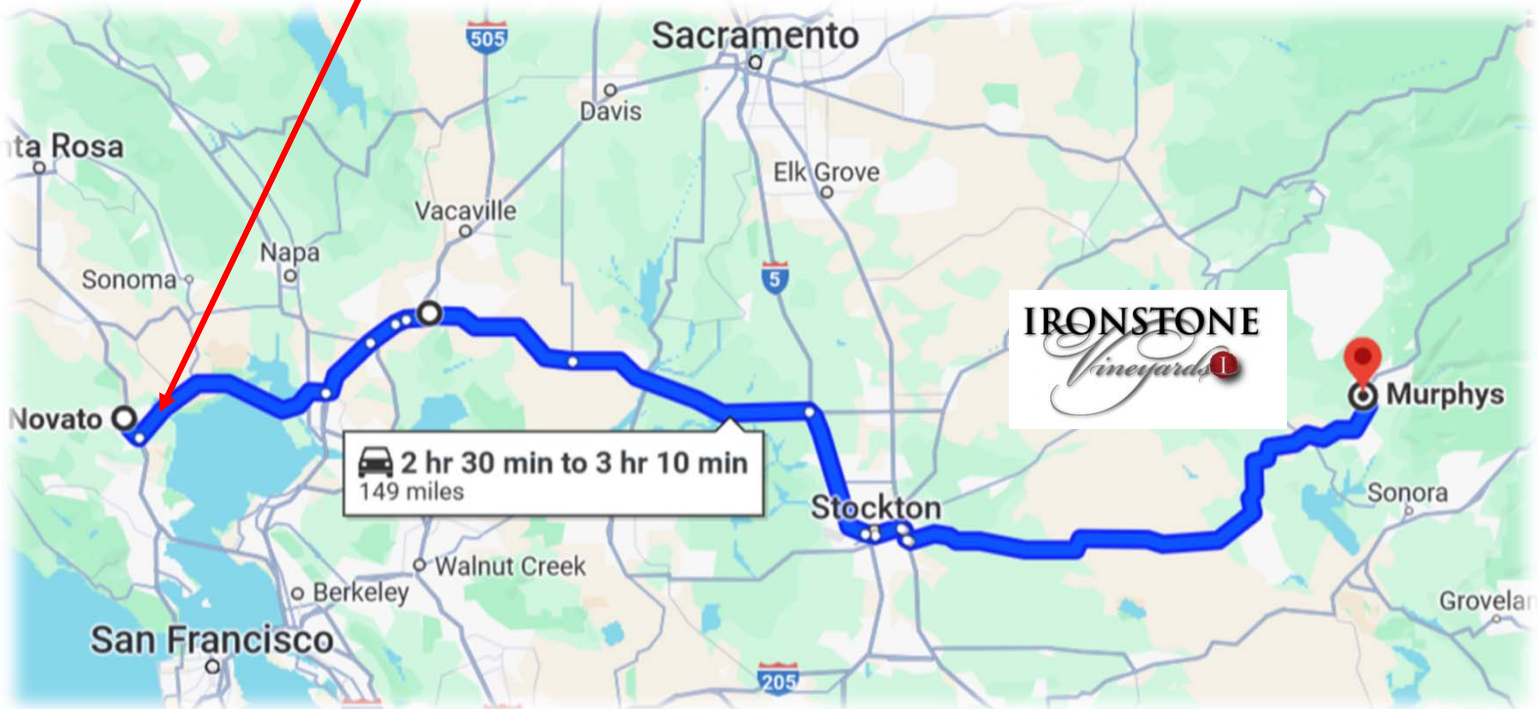 505
Sacramento
Davis
ta Rosa
Elk Grove
Vacaville
Napa
Sonoma
5
IRONSTONE
Vineyards I
Novato
Murphys
2 hr 30 min to 3 hr 10 min
149 miles
Sonora
Stockton
Walnut Creek
Berkeley
Grovelan
San Francisco
205